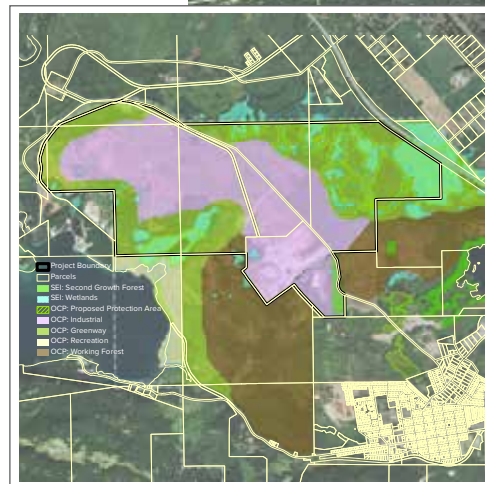 Project Boundary
Parcels
SEI: Second Growth Forest
SEI: Wetlands
OCP: Proposed Protection Area
OCP: Industrial
OCP: Greenway
OCP: Recreation
OCP: Working Forest